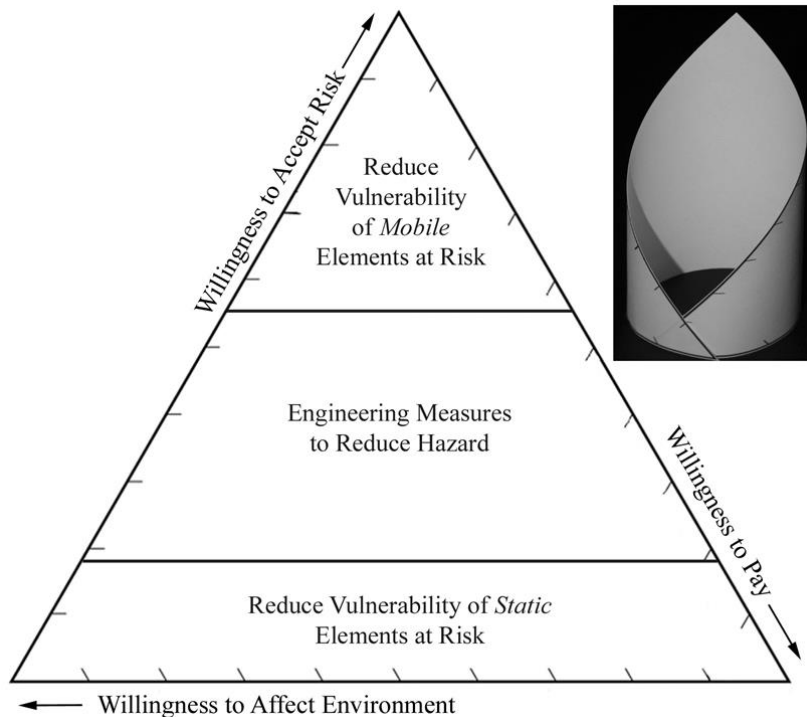 Willingness to Accept Risk
Reduce
Vulnerability
of Mobile
Elements at Risk
Engineering Measures
to Reduce Hazard
Willingness to Pay
Reduce Vulnerability of Static
Elements at Risk
Willingness to Affect Environment